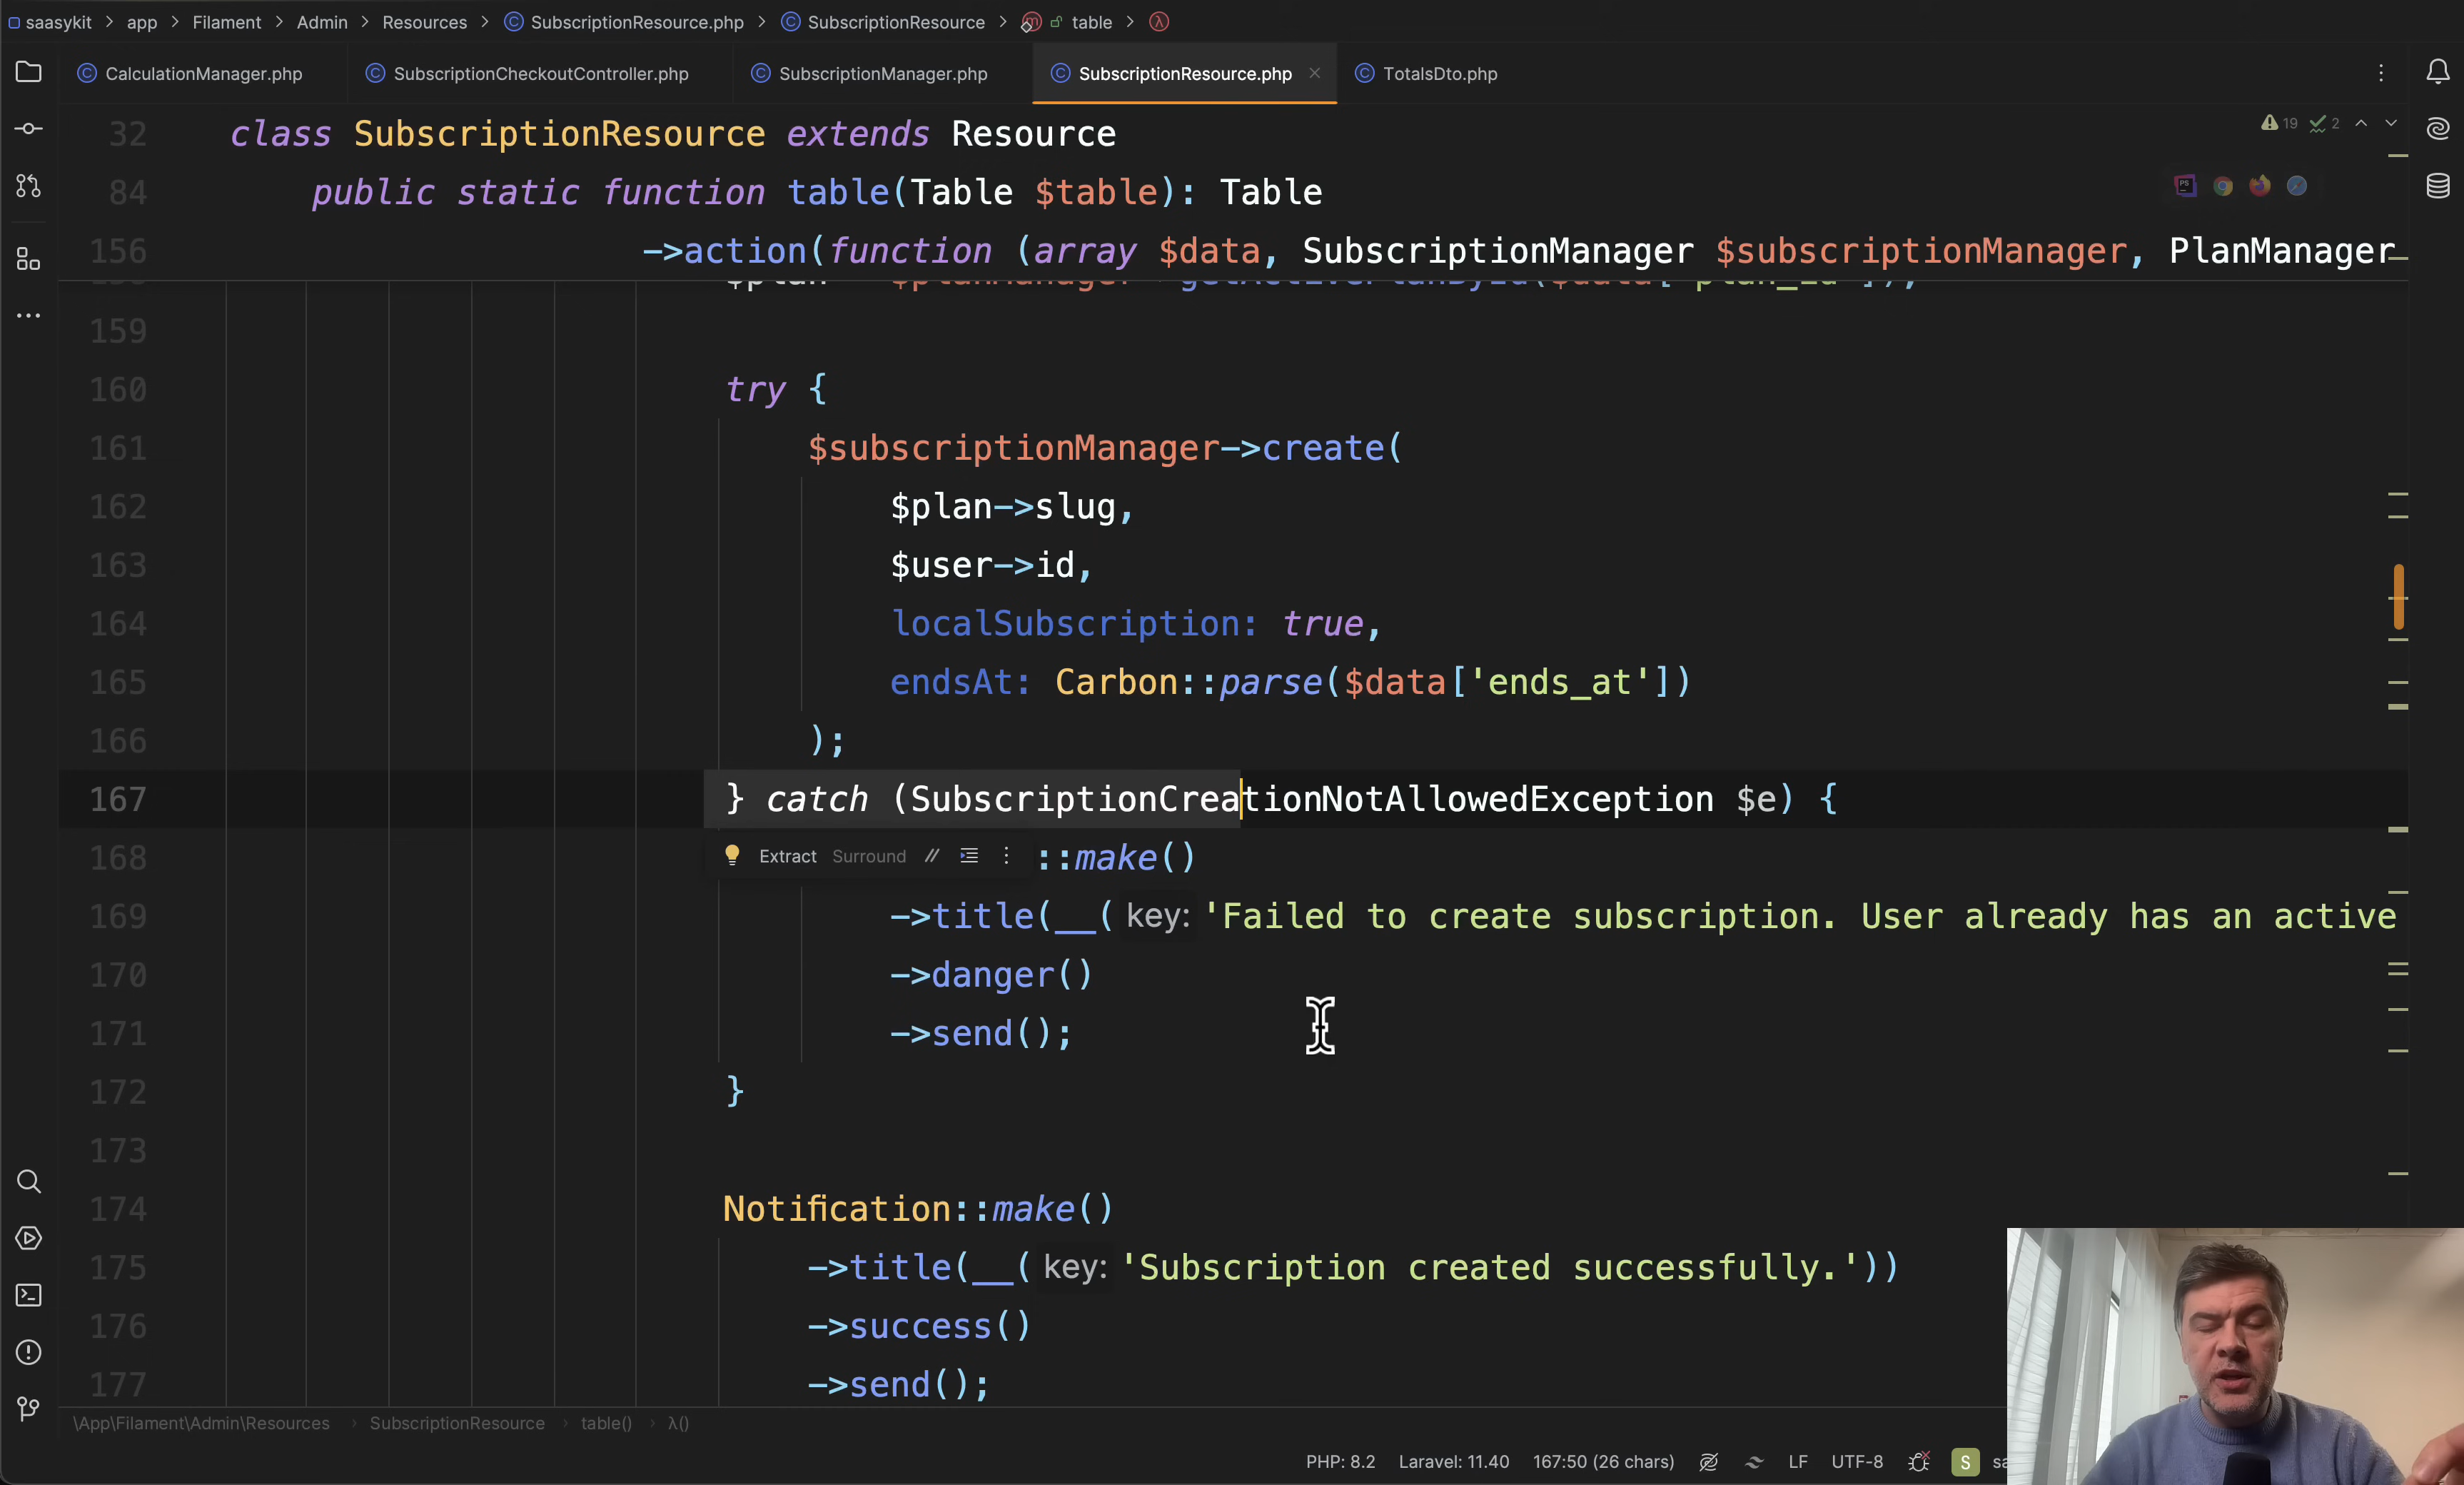 saasykit > app > Filament > Admin > Resources > SubscriptionResource.php > SubscriptionResource > table > λ
CalculationManager.php SubscriptionCheckoutController.php SubscriptionManager.php SubscriptionResource.php TotalsDto.php
32 class SubscriptionResource extends Resource
19 2
84 public static function table(Table $table): Table
156 ->action(function (array $data, SubscriptionManager $subscriptionManager, PlanManager
159
160 try {
161 $subscriptionManager->create(
162 $plan->slug,
163 $user->id,
164 localSubscription: true,
165 endsAt: Carbon::parse($data['ends_at'])
166 );
167 } catch (SubscriptionCreationNotAllowedException $e) {
168 Extract Surround // ::make()
169 ->title(__( key: 'Failed to create subscription. User already has an active
170 ->danger()
171 ->send();
172 }
173
174 Notification::make()
175 ->title(__( key: 'Subscription created successfully.'))
176 ->success()
177 ->send();
\App\Filament\Admin\Resources > SubscriptionResource > table() > λ()
PHP: 8.2 Laravel: 11.40 167:50 (26 chars) LF UTF-8 S